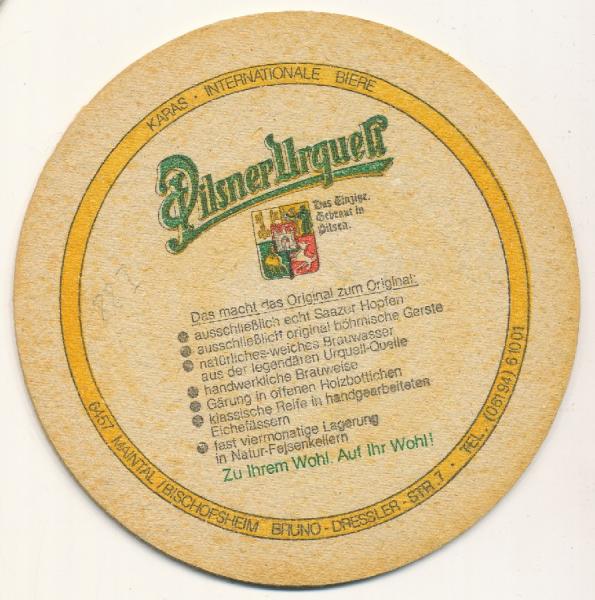 KARAS · INTERNATIONALE BIERE
Pilsner Urquell
Das Einzige.
Gebraut in
Pilsen.
Das macht das Original zum Original:
● ausschließlich echt Saazer Hopfen
● ausschließlich original böhmische Gerste
● natürliches-weiches Brauwasser
aus der legendären Urquell-Quelle
● handwerkliche Brauweise
● Gärung in offenen Holzbottichen
● klassische Reife in handgearbeiteten
Eichefässern
● fast viermonatige Lagerung
in Natur-Felsenkellern
Zu Ihrem Wohl. Auf Ihr Wohl!
6457 MAINTAL/BISCHOFSHEIM BRUNO-DRESSLER-STR. 7 · TEL. (06194) 61001